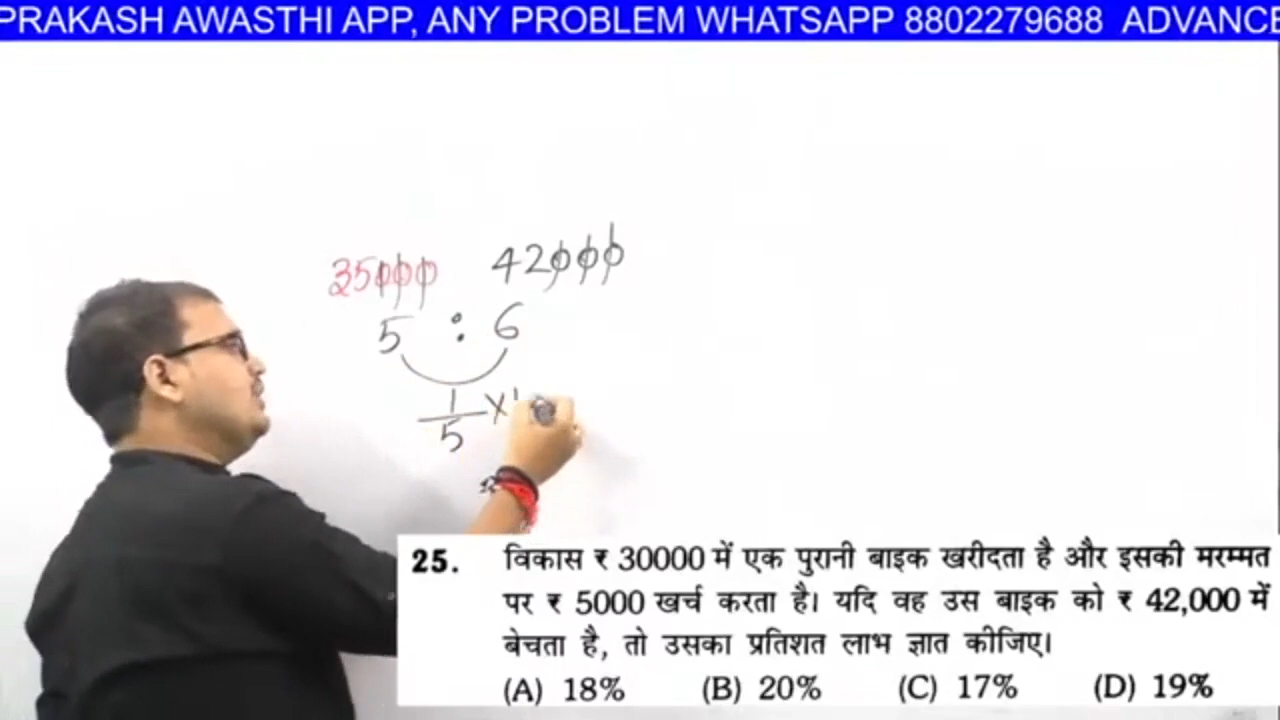 PRAKASH AWASTHI APP, ANY PROBLEM WHATSAPP 8802279688 ADVANCE
35000 42000
5 : 6
1
5 ×1
25. विकास ₹ 30000 में एक पुरानी बाइक खरीदता है और इसकी मरम्मत
पर ₹ 5000 खर्च करता है। यदि वह उस बाइक को ₹ 42,000 में
बेचता है, तो उसका प्रतिशत लाभ ज्ञात कीजिए।
(A) 18% (B) 20% (C) 17% (D) 19%